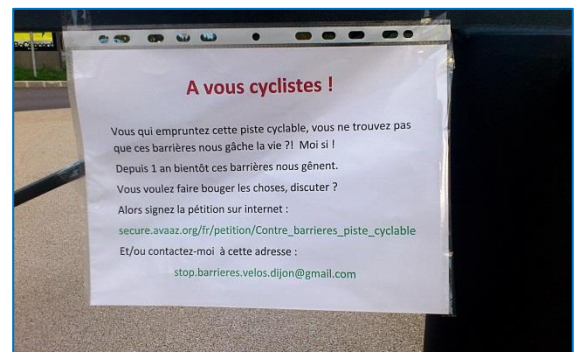 A vous cyclistes !
Vous qui empruntez cette piste cyclable, vous ne trouvez pas
que ces barrières nous gâche la vie ?! Moi si !
Depuis 1 an bientôt ces barrières nous gênent.
Vous voulez faire bouger les choses, discuter ?
Alors signez la pétition sur internet :
secure.avaaz.org/fr/petition/Contre_barrieres_piste_cyclable
Et/ou contactez-moi à cette adresse :
stop.barrieres.velos.dijon@gmail.com